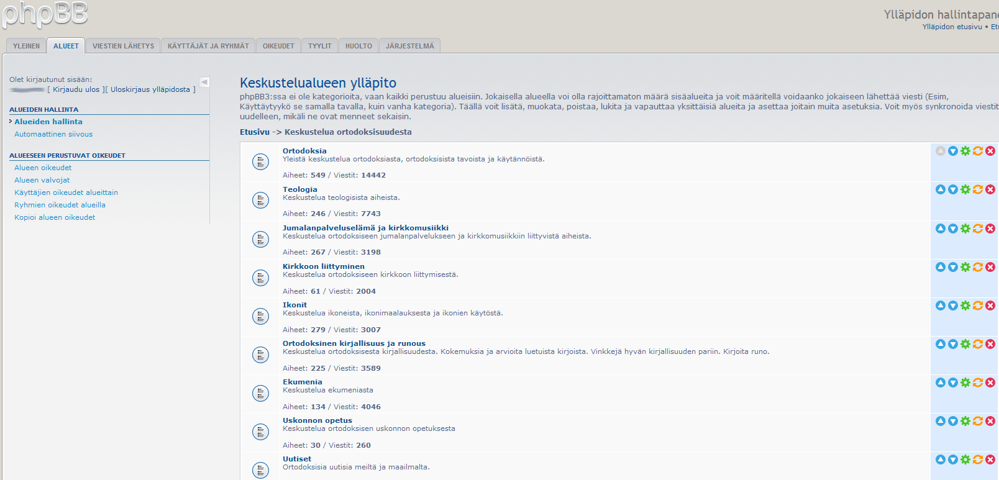 phpBB
Ylläpidon hallintapane
Ylläpidon etusivu • Et
YLEINEN ALUEET VIESTIEN LÄHETYS KÄYTTÄJÄT JA RYHMÄT OIKEUDET TYYLIT HUOLTO JÄRJESTELMÄ
Olet kirjautunut sisään:
[ Kirjaudu ulos ][ Uloskirjaus ylläpidosta ]
ALUEIDEN HALLINTA
Alueiden hallinta
Automaattinen siivous
ALUEESEEN PERUSTUVAT OIKEUDET
Alueen oikeudet
Alueen valvojat
Käyttäjien oikeudet alueittain
Ryhmien oikeudet alueilla
Kopioi alueen oikeudet
Keskustelualueen ylläpito
phpBB3:ssa ei ole kategorioita, vaan kaikki perustuu alueisiin. Jokaisella alueella voi olla rajoittamaton määrä sisäalueita ja voit määritellä voidaanko jokaiseen lähettää viesti (Esim,
Käyttäytyykö se samalla tavalla, kuin vanha kategoria). Täällä voit lisätä, muokata, poistaa, lukita ja vapauttaa yksittäisiä alueita ja asettaa joitain muita asetuksia. Voit myös synkronoida viestit
uudelleen, mikäli ne ovat menneet sekaisin.
Etusivu -> Keskustelua ortodoksisuudesta
Ortodoksia
Yleistä keskustelua ortodoksiasta, ortodoksisista tavoista ja käytännöistä.
Aiheet: 549 / Viestit: 14442
Teologia
Keskustelua teologisista aiheista.
Aiheet: 246 / Viestit: 7743
Jumalanpalveluselämä ja kirkkomusiikki
Keskustelua ortodoksiseen jumalanpalvelukseen ja kirkkomusiikkiin liittyvistä aiheista.
Aiheet: 267 / Viestit: 3198
Kirkkoon liittyminen
Keskustelua ortodoksiseen kirkkoon liittymisestä.
Aiheet: 61 / Viestit: 2004
Ikonit
Keskustelua ikoneista, ikonimaalauksesta ja ikonien käytöstä.
Aiheet: 279 / Viestit: 3007
Ortodoksinen kirjallisuus ja runous
Keskustelua ortodoksisesta kirjallisuudesta. Kokemuksia ja arvioita luetuista kirjoista. Vinkkejä hyvän kirjallisuuden pariin. Kirjoita runo.
Aiheet: 225 / Viestit: 3589
Ekumenia
Keskustelua ekumeniasta
Aiheet: 134 / Viestit: 4046
Uskonnon opetus
Keskustelua ortodoksisen uskonnon opetuksesta
Aiheet: 30 / Viestit: 260
Uutiset
Ortodoksisia uutisia meiltä ja maailmalta.